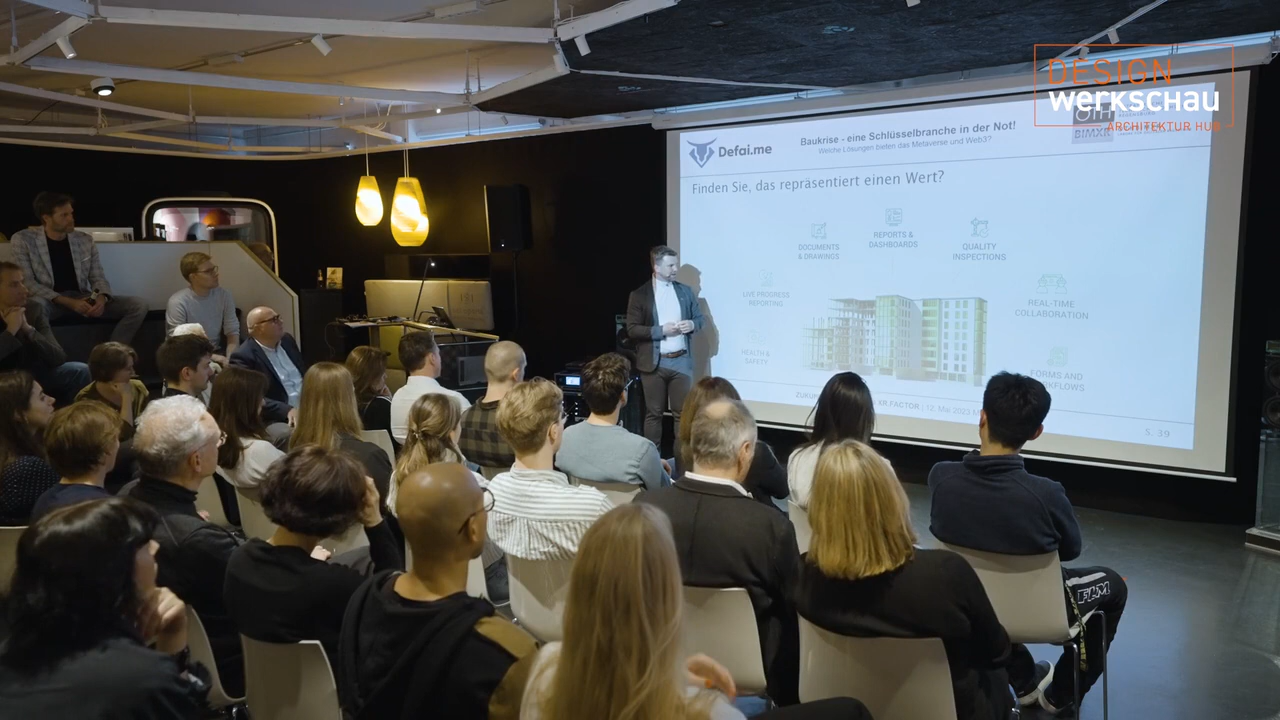 DESIGN
werkschau
ARCHITEKTUR HUB
OTH
BIMXR
Defai.me
Baukrise - eine Schlüsselbranche in der Not!
Welche Lösungen bieten das Metaverse und Web3?
Finden Sie, das repräsentiert einen Wert?
DOCUMENTS
& DRAWINGS
REPORTS &
DASHBOARDS
QUALITY
INSPECTIONS
LIVE PROGRESS
REPORTING
REAL-TIME
COLLABORATION
HEALTH &
SAFETY
FORMS AND
WORKFLOWS
XR.FACTOR | 12. Mai 2023
S. 39